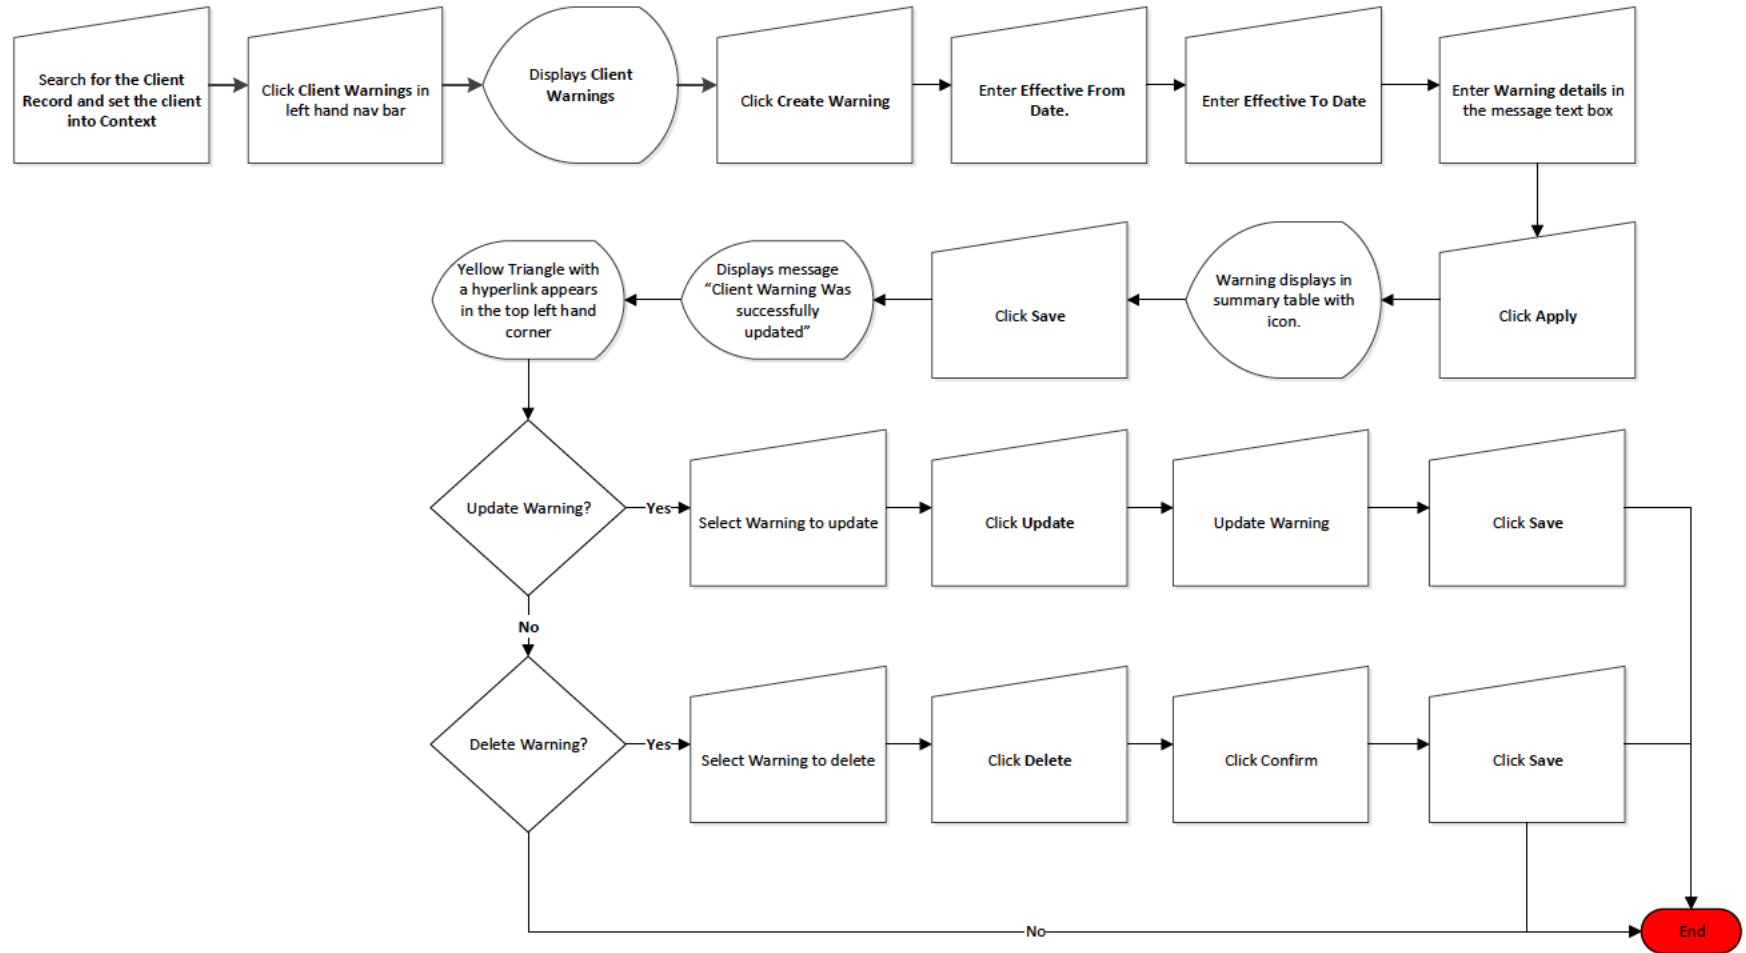 Search for the Client
Record and set the client
into Context
Click Client Warnings in
left hand nav bar
Displays Client
Warnings
Click Create Warning
Enter Effective From
Date.
Enter Effective To Date
Enter Warning details in
the message text box
Yellow Triangle with
a hyperlink appears
in the top left hand
corner
Displays message
“Client Warning Was
successfully
updated”
Click Save
Warning displays in
summary table with
icon.
Click Apply
Update Warning?
Yes
Select Warning to update
Click Update
Update Warning
Click Save
No
Delete Warning?
Yes
Select Warning to delete
Click Delete
Click Confirm
Click Save
No
End